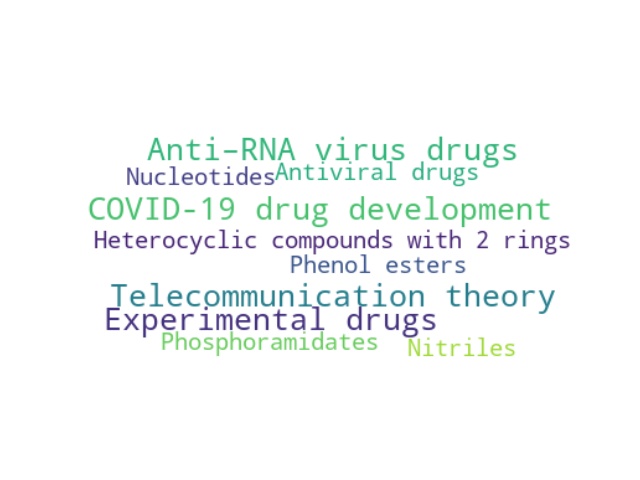 Anti–RNA virus drugs
Nucleotides Antiviral drugs
COVID-19 drug development
Heterocyclic compounds with 2 rings
Phenol esters
Telecommunication theory
Experimental drugs
Phosphoramidates Nitriles